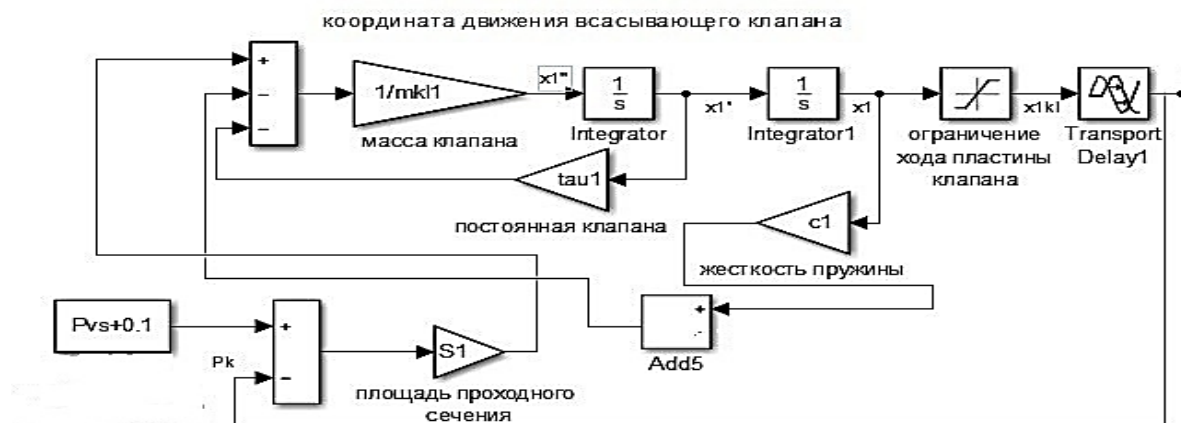 координата движения всасывающего клапана
+
−
−
1/mkl1
масса клапана
x1"
1
s
Integrator
x1'
1
s
Integrator1
x1
ограничение
хода пластины
клапана
x1kl
Transport
Delay1
tau1
постоянная клапана
c1
жесткость пружины
+
-
Add5
Pvs+0.1
Pk
+
−
S1
площадь проходного
сечения